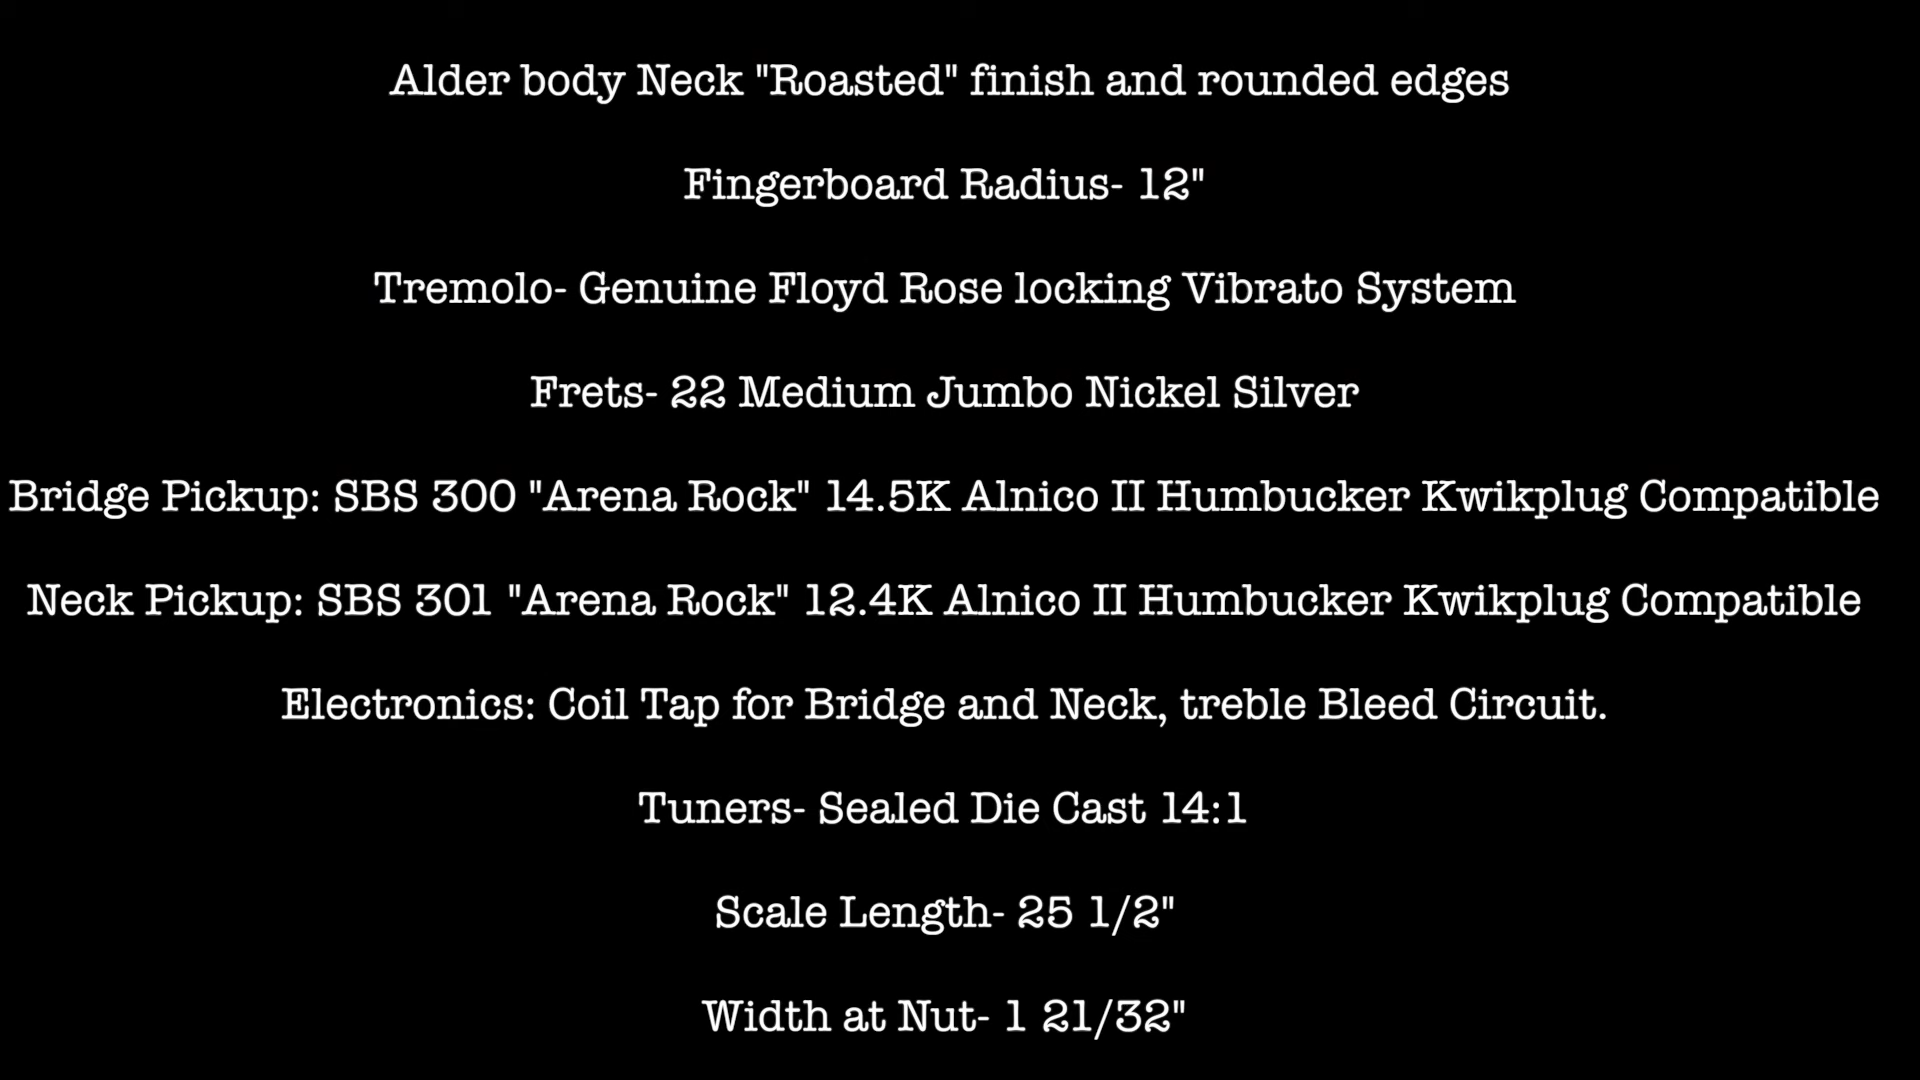 Alder body Neck "Roasted" finish and rounded edges
Fingerboard Radius- 12"
Tremolo- Genuine Floyd Rose locking Vibrato System
Frets- 22 Medium Jumbo Nickel Silver
Bridge Pickup: SBS 300 "Arena Rock" 14.5K Alnico II Humbucker Kwikplug Compatible
Neck Pickup: SBS 301 "Arena Rock" 12.4K Alnico II Humbucker Kwikplug Compatible
Electronics: Coil Tap for Bridge and Neck, treble Bleed Circuit.
Tuners- Sealed Die Cast 14:1
Scale Length- 25 1/2"
Width at Nut- 1 21/32"